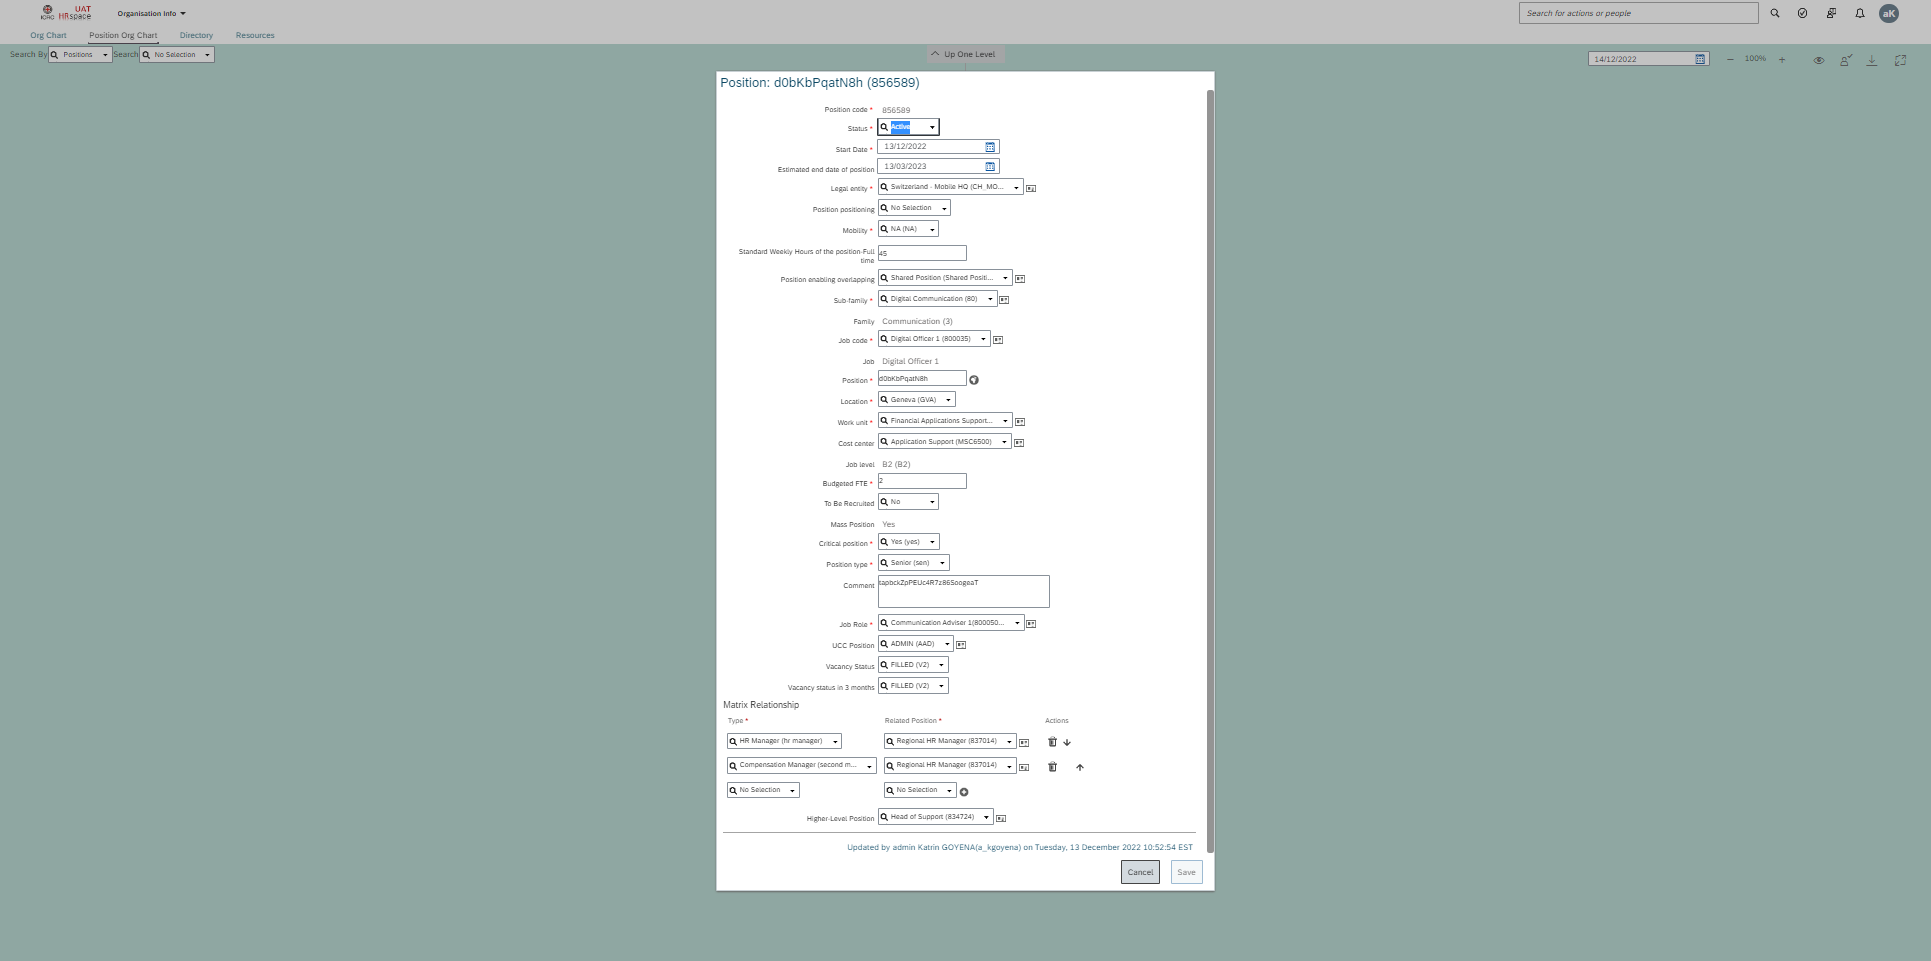 ICRC
UAT
HRspace
Organisation Info
Search for actions or people
aK
Org Chart
Position Org Chart
Directory
Resources
Search By
Positions
Search
No Selection
Up One Level
14/12/2022
100%
Position: d0bKbPqatN8h (856589)
Position code * 856589
Status * Active
Start Date * 13/12/2022
Estimated end date of position 13/03/2023
Legal entity * Switzerland - Mobile HQ (CH_MO...
Position positioning No Selection
Mobility * NA (NA)
Standard Weekly Hours of the position-Full
time
45
Position enabling overlapping Shared Position (Shared Positi...
Sub-family * Digital Communication (80)
Family Communication (3)
Job code * Digital Officer 1 (800035)
Job Digital Officer 1
Position * d0bKbPqatN8h
Location * Geneva (GVA)
Work unit * Financial Applications Support...
Cost center Application Support (MSC6500)
Job level B2 (B2)
Budgeted FTE * 2
To Be Recruited No
Mass Position Yes
Critical position * Yes (yes)
Position type * Senior (sen)
Comment tapbckZpPEUc4R7z86SoogeaT
Job Role * Communication Adviser 1(800050...
UCC Position ADMIN (AAD)
Vacancy Status FILLED (V2)
Vacancy status in 3 months FILLED (V2)
Matrix Relationship
Type * Related Position * Actions
HR Manager (hr manager) Regional HR Manager (837014)
Compensation Manager (second m... Regional HR Manager (837014)
No Selection No Selection
Higher-Level Position Head of Support (834724)
Updated by admin Katrin GOYENA(a_kgoyena) on Tuesday, 13 December 2022 10:52:54 EST
Cancel Save